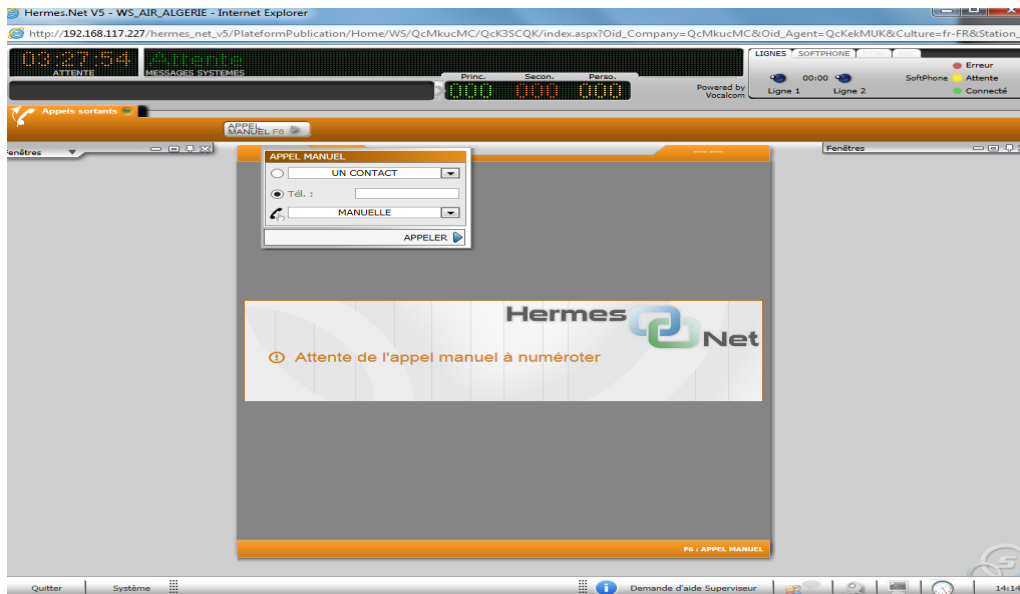 Hermes.Net V5 - WS_AIR_ALGERIE - Internet Explorer
http://192.168.117.227/hermes_net_v5/PlateformPublication/Home/WS/QcMkucMC/QcK3SCQK/index.aspx?Oid_Company=QcMkucMC&Oid_Agent=QcKekMUK&Culture=fr-FR&Station_
03:27:54 Attente
ATTENTE MESSAGES SYSTEMES
Princ. Secon. Perso.
000 000 000
Powered by
Vocalcom
LIGNES SOFTPHONE
00:00
Ligne 1 Ligne 2
SoftPhone
Erreur
Attente
Connecté
Appels sortants
APPEL
MANUEL F6
enêtres
Fenêtres
APPEL MANUEL
UN CONTACT
Tél. :
MANUELLE
APPELER
Hermes
Net
Attente de l'appel manuel à numéroter
F6 : APPEL MANUEL
Quitter Système Demande d'aide Superviseur 14:14